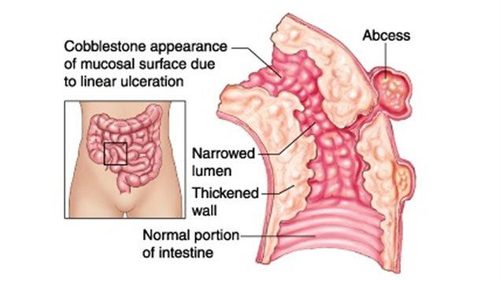 Cobblestone appearance
of mucosal surface due
to linear ulceration
Abcess
Narrowed
lumen
Thickened
wall
Normal portion
of intestine